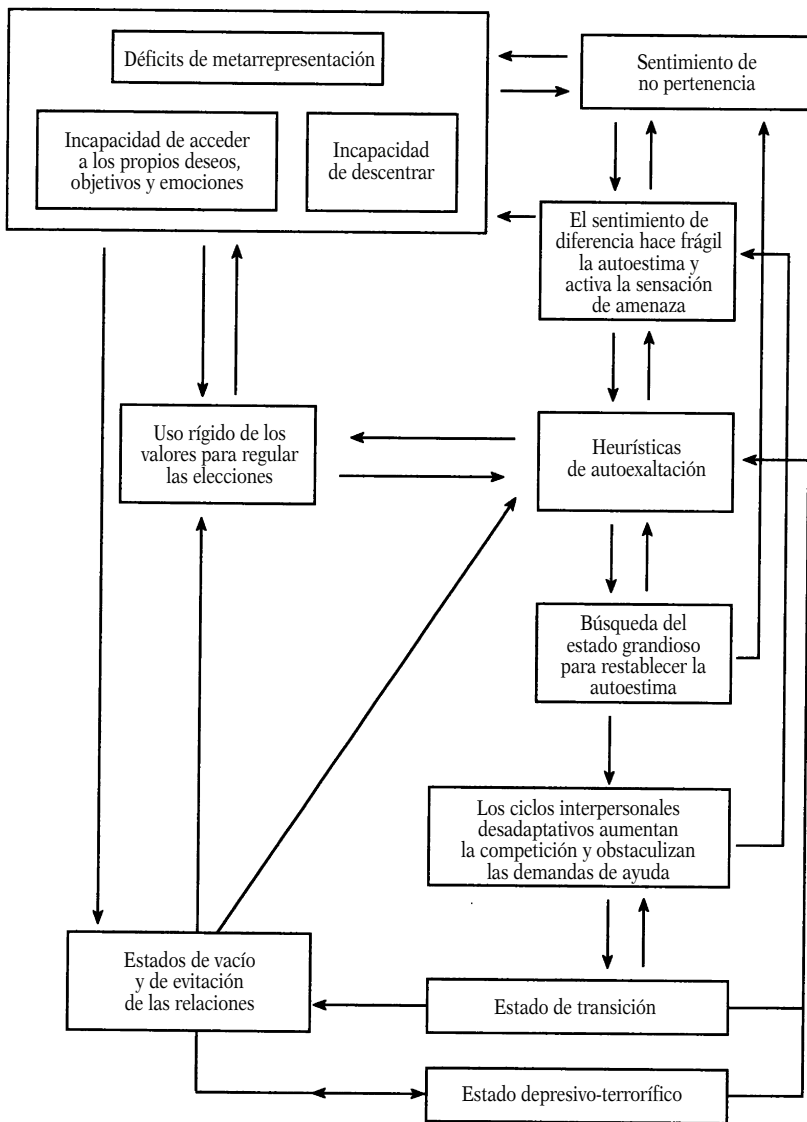 Déficits de metarrepresentación
Sentimiento de
no pertenencia
Incapacidad de acceder
a los propios deseos,
objetivos y emociones
Incapacidad
de descentrar
El sentimiento de
diferencia hace frágil
la autoestima y
activa la sensación
de amenaza
Uso rígido de los
valores para regular
las elecciones
Heurísticas
de autoexaltación
Búsqueda del
estado grandioso
para restablecer la
autoestima
Los ciclos interpersonales
desadaptativos aumentan
la competición y obstaculizan
las demandas de ayuda
Estados de vacío
y de evitación
de las relaciones
Estado de transición
Estado depresivo-terrorífico